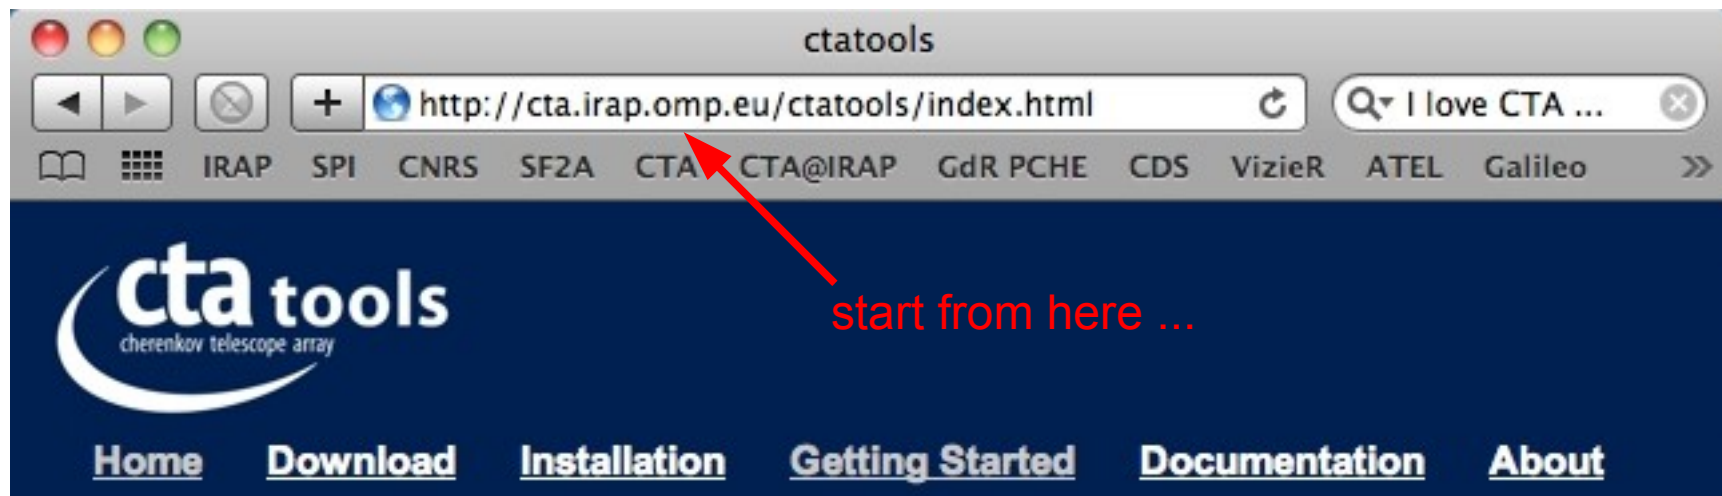 ctatools
http://cta.irap.omp.eu/ctatools/index.html
I love CTA ...
IRAP SPI CNRS SF2A CTA CTA@IRAP GdR PCHE CDS VizieR ATEL Galileo
cta tools
cherenkov telescope array
start from here ...
Home Download Installation Getting Started Documentation About